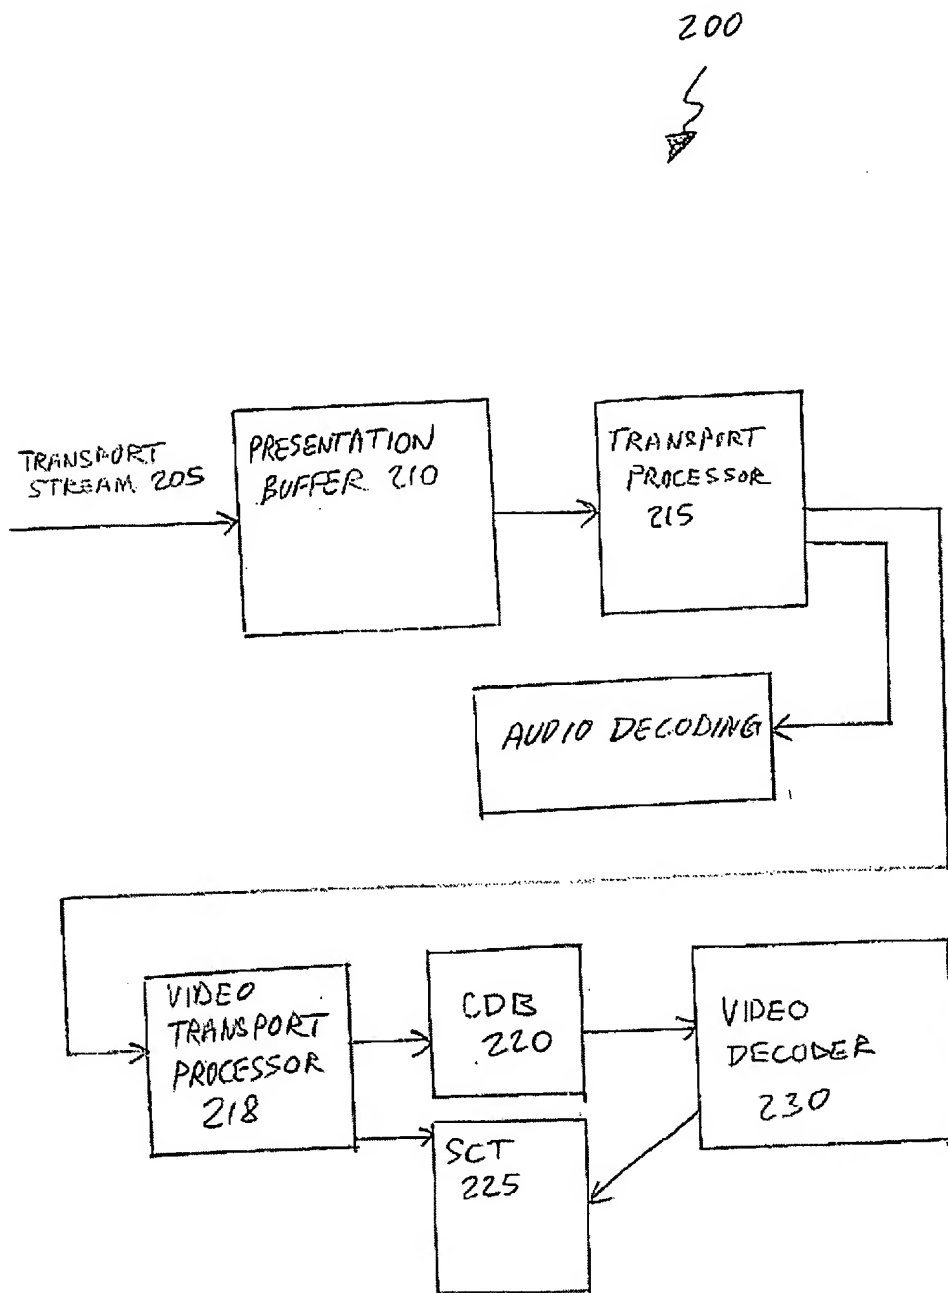 200
TRANSPORT
STREAM 205
PRESENTATION
BUFFER 210
TRANSPORT
PROCESSOR
215
AUDIO DECODING
VIDEO
TRANSPORT
PROCESSOR
218
CDB
220
SCT
225
VIDEO
DECODER
230